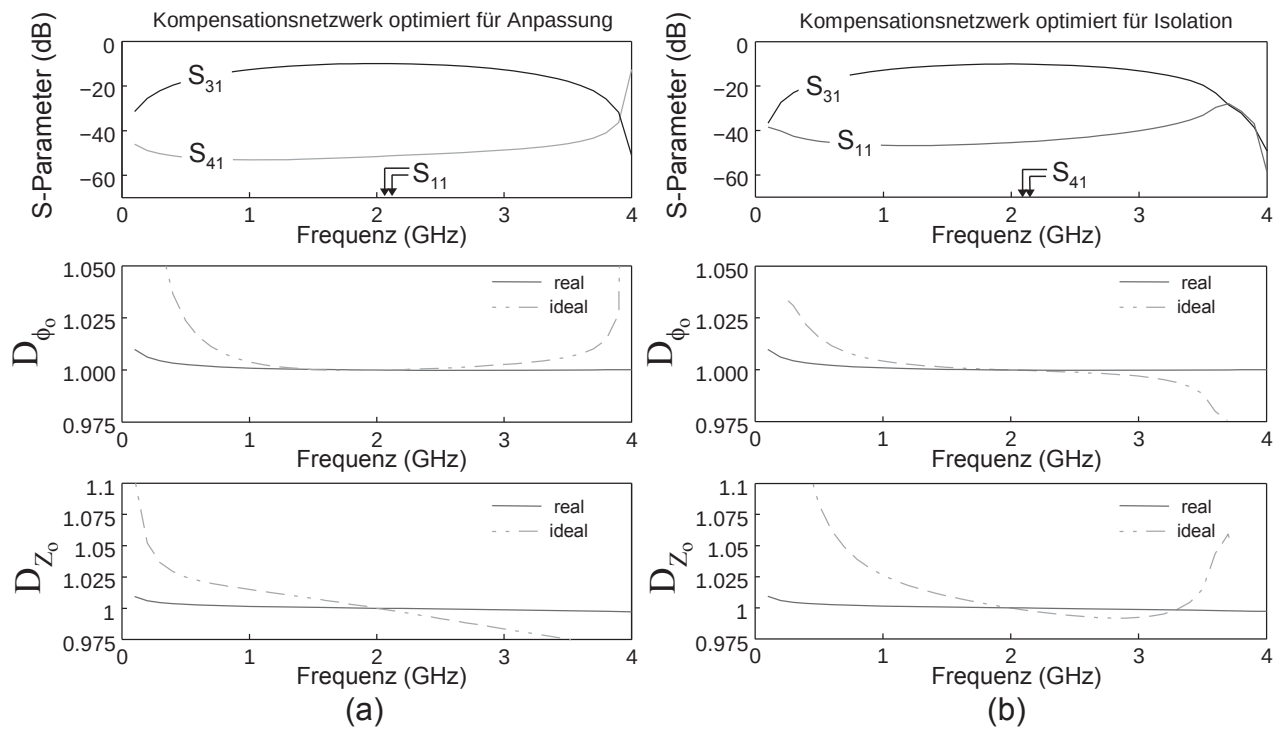 Kompensationsnetzwerk optimiert für Anpassung
S-Parameter (dB)
0
−20
−40
−60
S31
S41
S11
0 1 2 3 4
Frequenz (GHz)
Kompensationsnetzwerk optimiert für Isolation
S-Parameter (dB)
0
−20
−40
−60
S31
S11
S41
0 1 2 3 4
Frequenz (GHz)
Dϕo
1.050
1.025
1.000
0.975
real
ideal
0 1 2 3 4
Frequenz (GHz)
Dϕo
1.050
1.025
1.000
0.975
real
ideal
0 1 2 3 4
Frequenz (GHz)
DZo
1.1
1.075
1.05
1.025
1
0.975
real
ideal
0 1 2 3 4
Frequenz (GHz)
(a)
DZo
1.1
1.075
1.05
1.025
1
0.975
real
ideal
0 1 2 3 4
Frequenz (GHz)
(b)